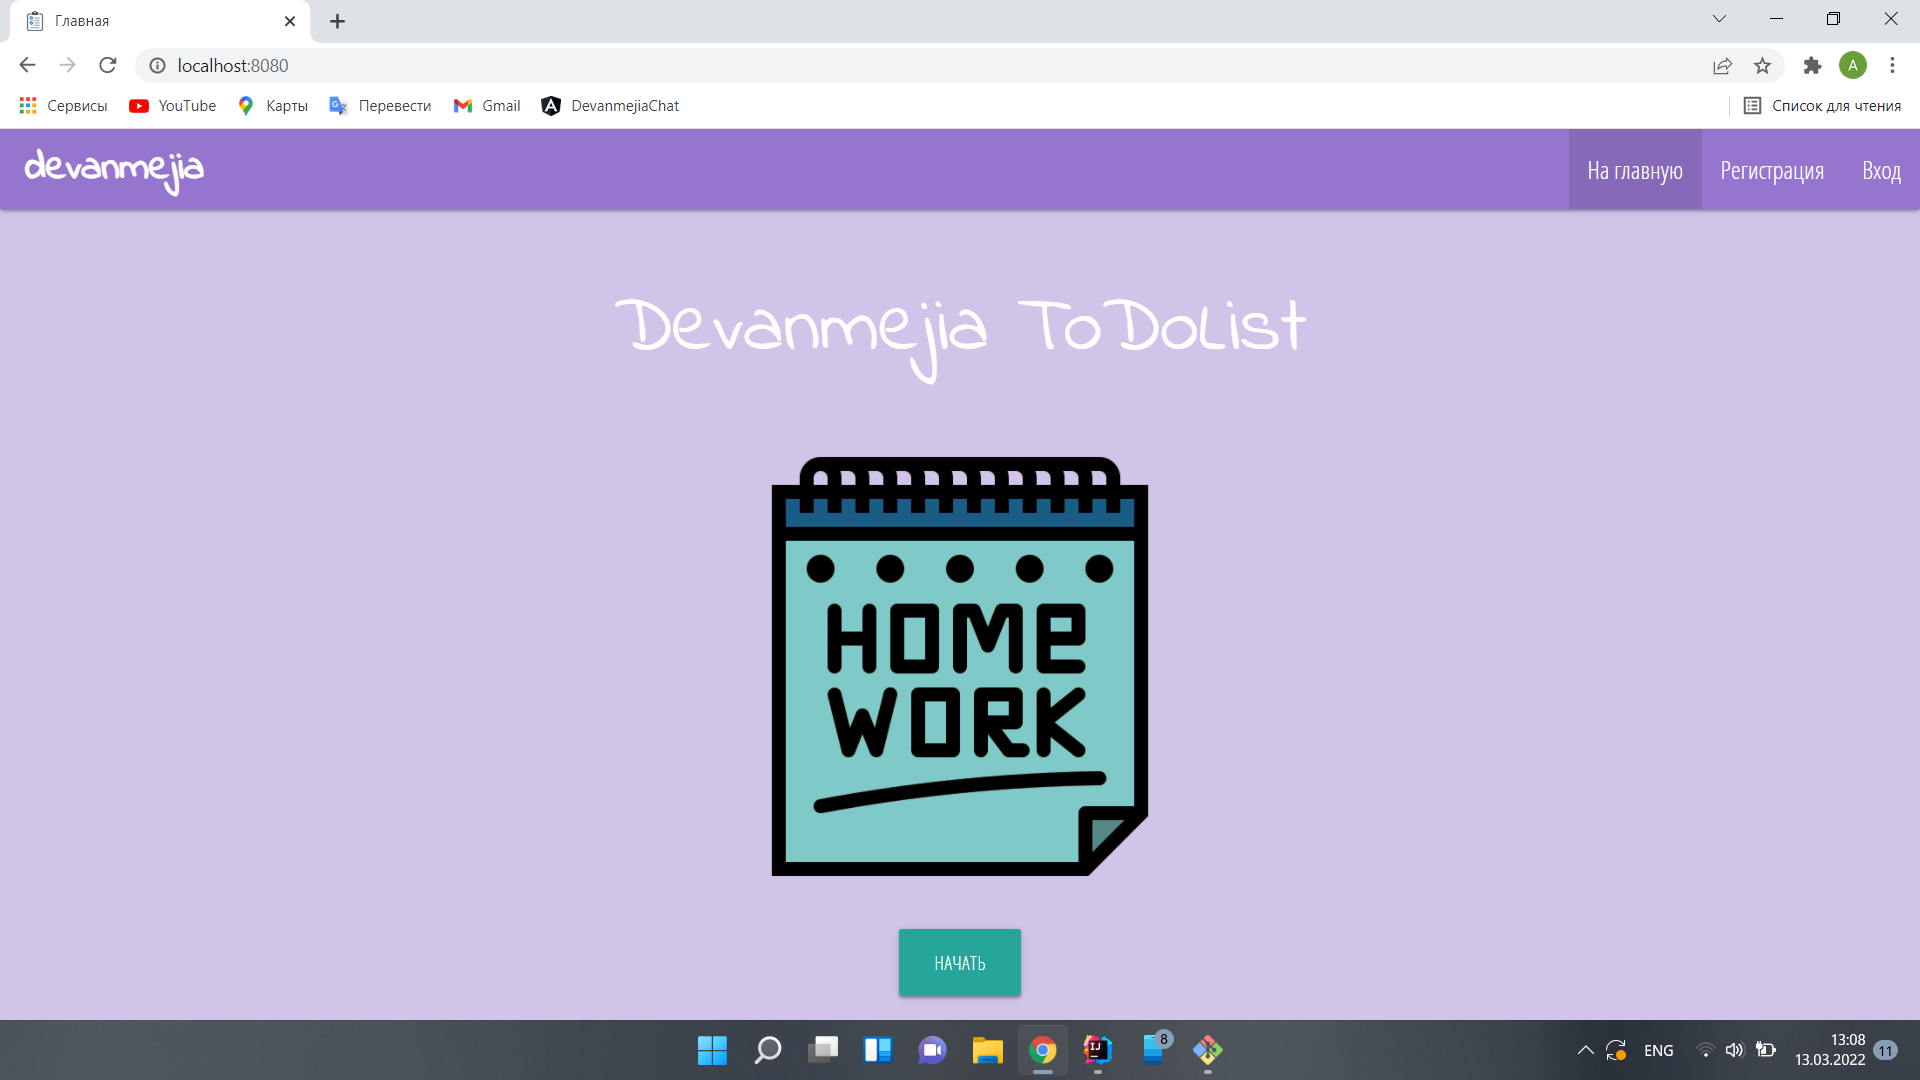 Главная
localhost:8080
A
Сервисы
YouTube
Карты
Перевести
Gmail
DevanmejiaChat
Список для чтения
devanmejia
На главную
Регистрация
Вход
Devanmejia ToDoList
HOME
WORK
НАЧАТЬ
IJ
8
ENG
13:08
13.03.2022
11